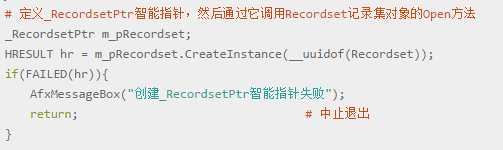 # 定义_RecordsetPtr智能指针，然后通过它调用Recordset记录集对象的Open方法
_RecordsetPtr m_pRecordset;
HRESULT hr = m_pRecordset.CreateInstance(__uuidof(Recordset));
if(FAILED(hr)){
    AfxMessageBox("创建_RecordsetPtr智能指针失败");
    return;                                # 中止退出
}